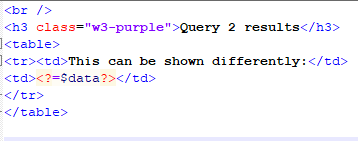 <br />
<h3 class="w3-purple">Query 2 results</h3>
<table>
<tr><td>This can be shown differently:</td>
<td><?=$data?></td>
</tr>
</table>